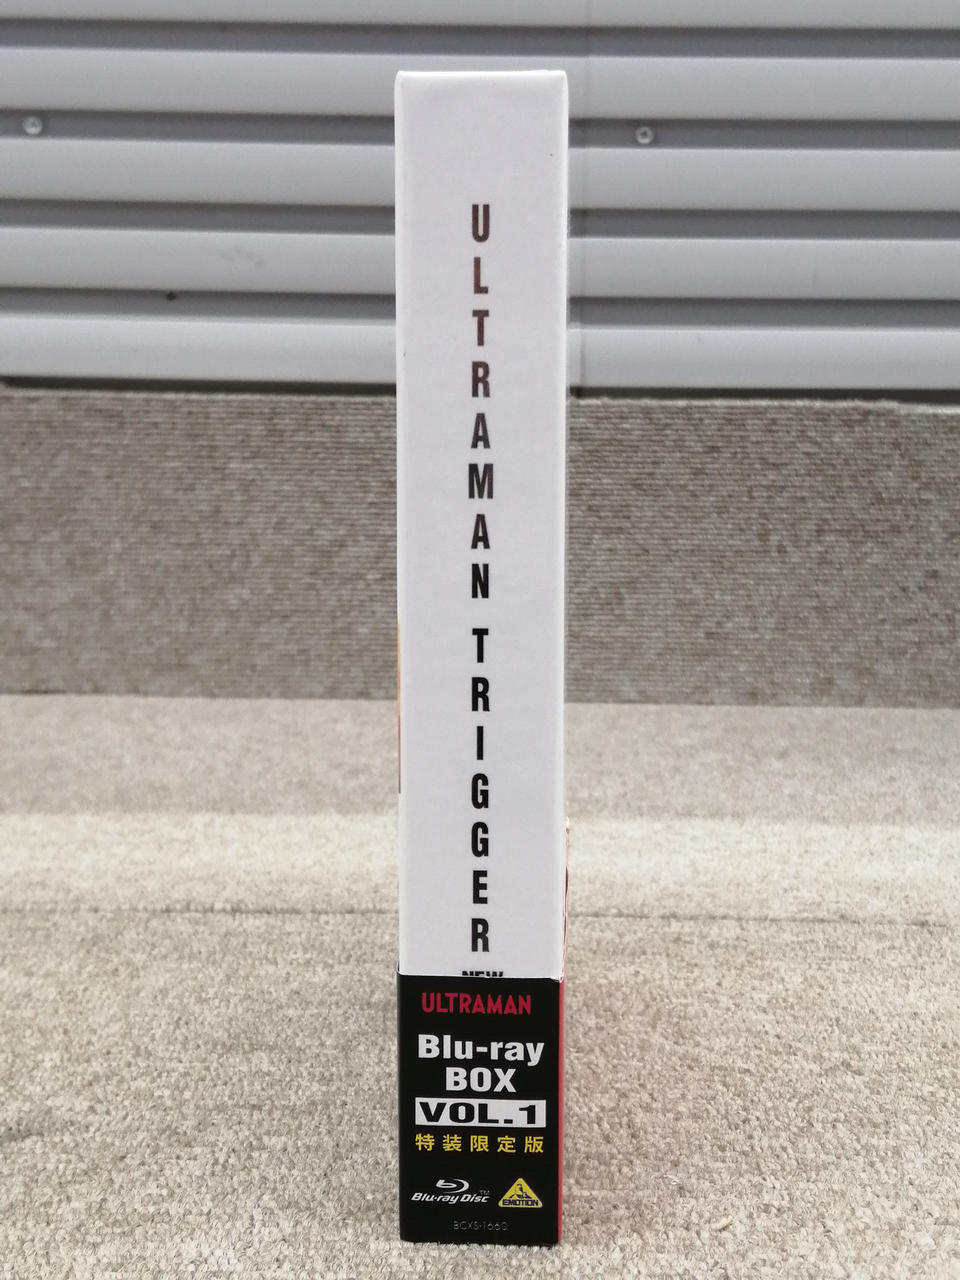 ULTRAMAN TRIGGER
NEW
ULTRAMAN
Blu-ray
BOX
VOL.1
特装限定版
Blu-ray Disc™
EMOTION
BCXS-1660